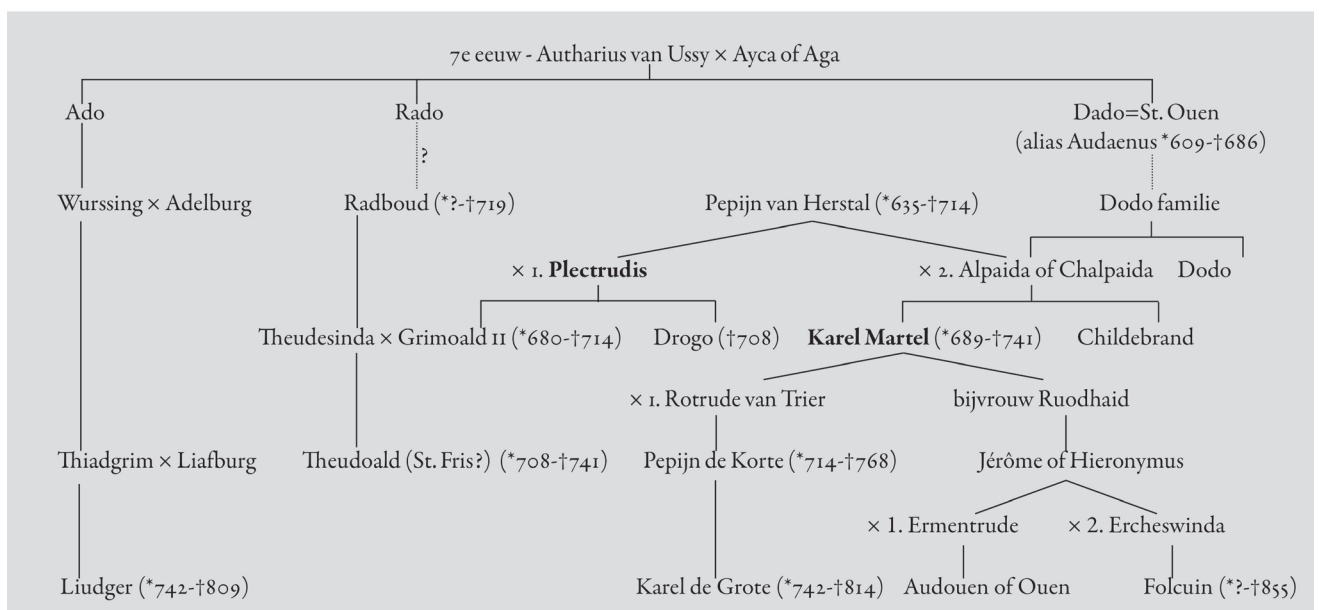 7e eeuw - Autharius van Ussy × Ayca of Aga
Ado Rado Dado=St. Ouen
(alias Audaenus *609-†686)
?
Wurssing × Adelburg Radboud (*?-†719) Pepijn van Herstal (*635-†714) Dodo familie
× 1. Plectrudis × 2. Alpaida of Chalpaida Dodo
Theudesinda × Grimoald II (*680-†714) Drogo (†708) Karel Martel (*689-†741) Childebrand
× 1. Rotrude van Trier bijvrouw Ruodhaid
Thiadgrim × Liafburg Theudoald (St. Fris?) (*708-†741) Pepijn de Korte (*714-†768) Jérôme of Hieronymus
× 1. Ermentrude × 2. Ercheswinda
Liudger (*742-†809) Karel de Grote (*742-†814) Audouen of Ouen Folcuin (*?-†855)